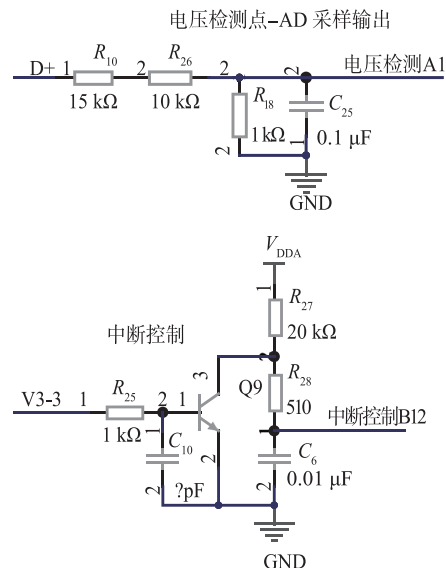 电压检测点–AD 采样输出
D+ 1 R10 2 R26 2 2 电压检测A1
15 kΩ 10 kΩ R18 C25
1kΩ 1 0.1 μF
2
GND
VDDA
1 R27
中断控制 20 kΩ
3 2
V3-3 1 R25 2 1 Q9 R28
510
1 kΩ 1 C10 1 中断控制B12
2 C6
2 ?pF 2 0.01 μF
GND